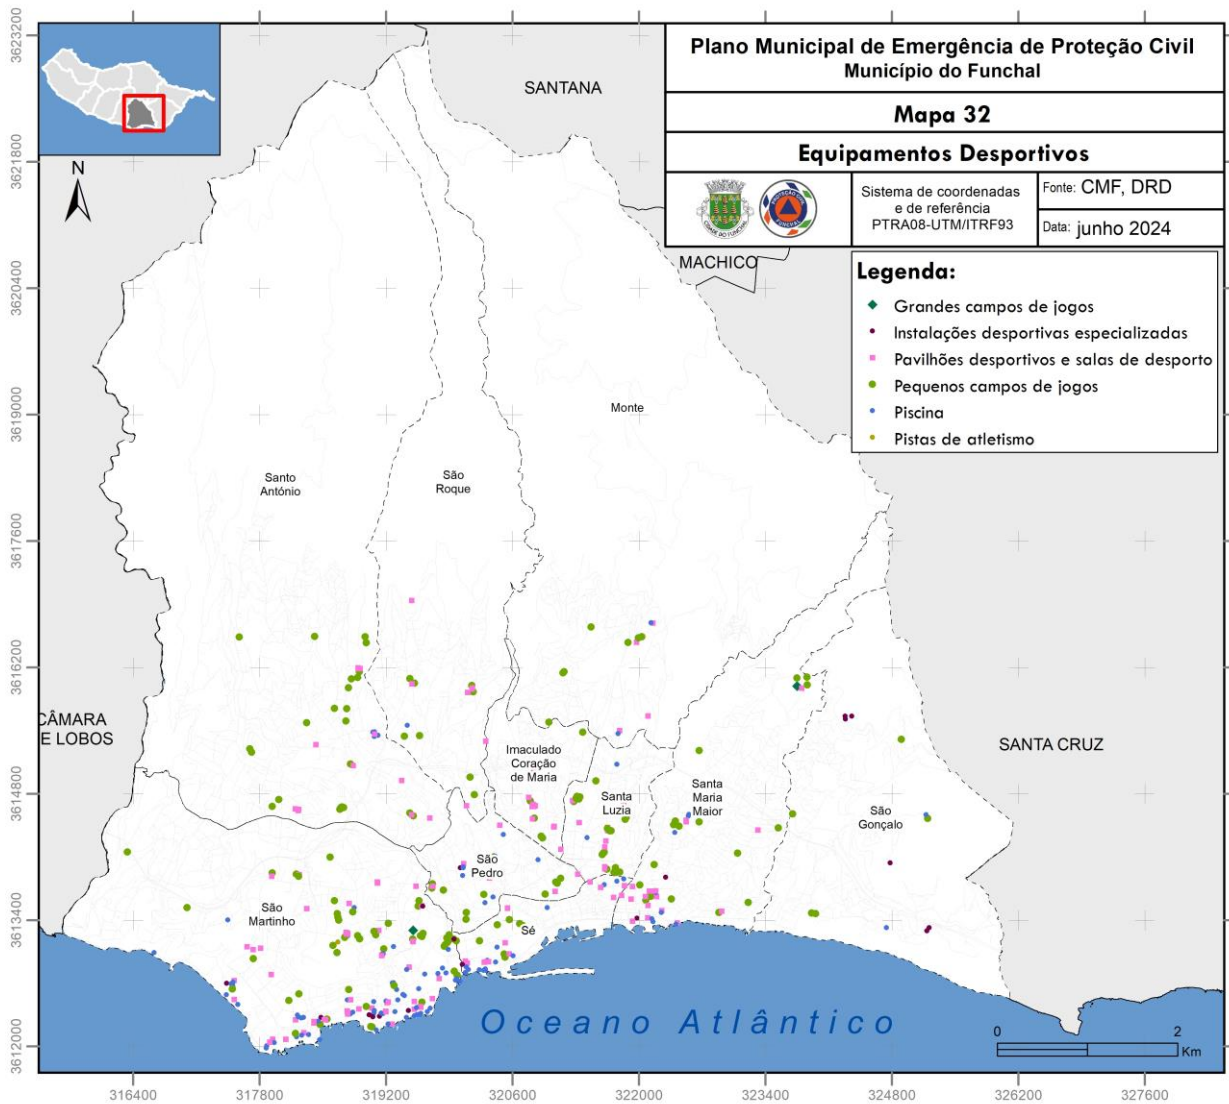 Plano Municipal de Emergência de Proteção Civil
Município do Funchal
Mapa 32
Equipamentos Desportivos
Sistema de coordenadas
e de referência
PTRA08-UTM/ITRF93
Fonte: CMF, DRD
Data: junho 2024
Legenda:
Grandes campos de jogos
Instalações desportivas especializadas
Pavilhões desportivos e salas de desporto
Pequenos campos de jogos
Piscina
Pistas de atletismo
N
SANTANA
MACHICO
Monte
Santo
António
São
Roque
CÂMARA
E LOBOS
SANTA CRUZ
Imaculado
Coração
de Maria
Santa
Luzia
Santa
Maria
Maior
São
Gonçalo
São
Pedro
São
Martinho
Sé
Oceano Atlântico
0 2
Km
3623200
3621800
3620400
3619000
3617600
3616200
3614800
3613400
3612000
316400 317800 319200 320600 322000 323400 324800 326200 327600